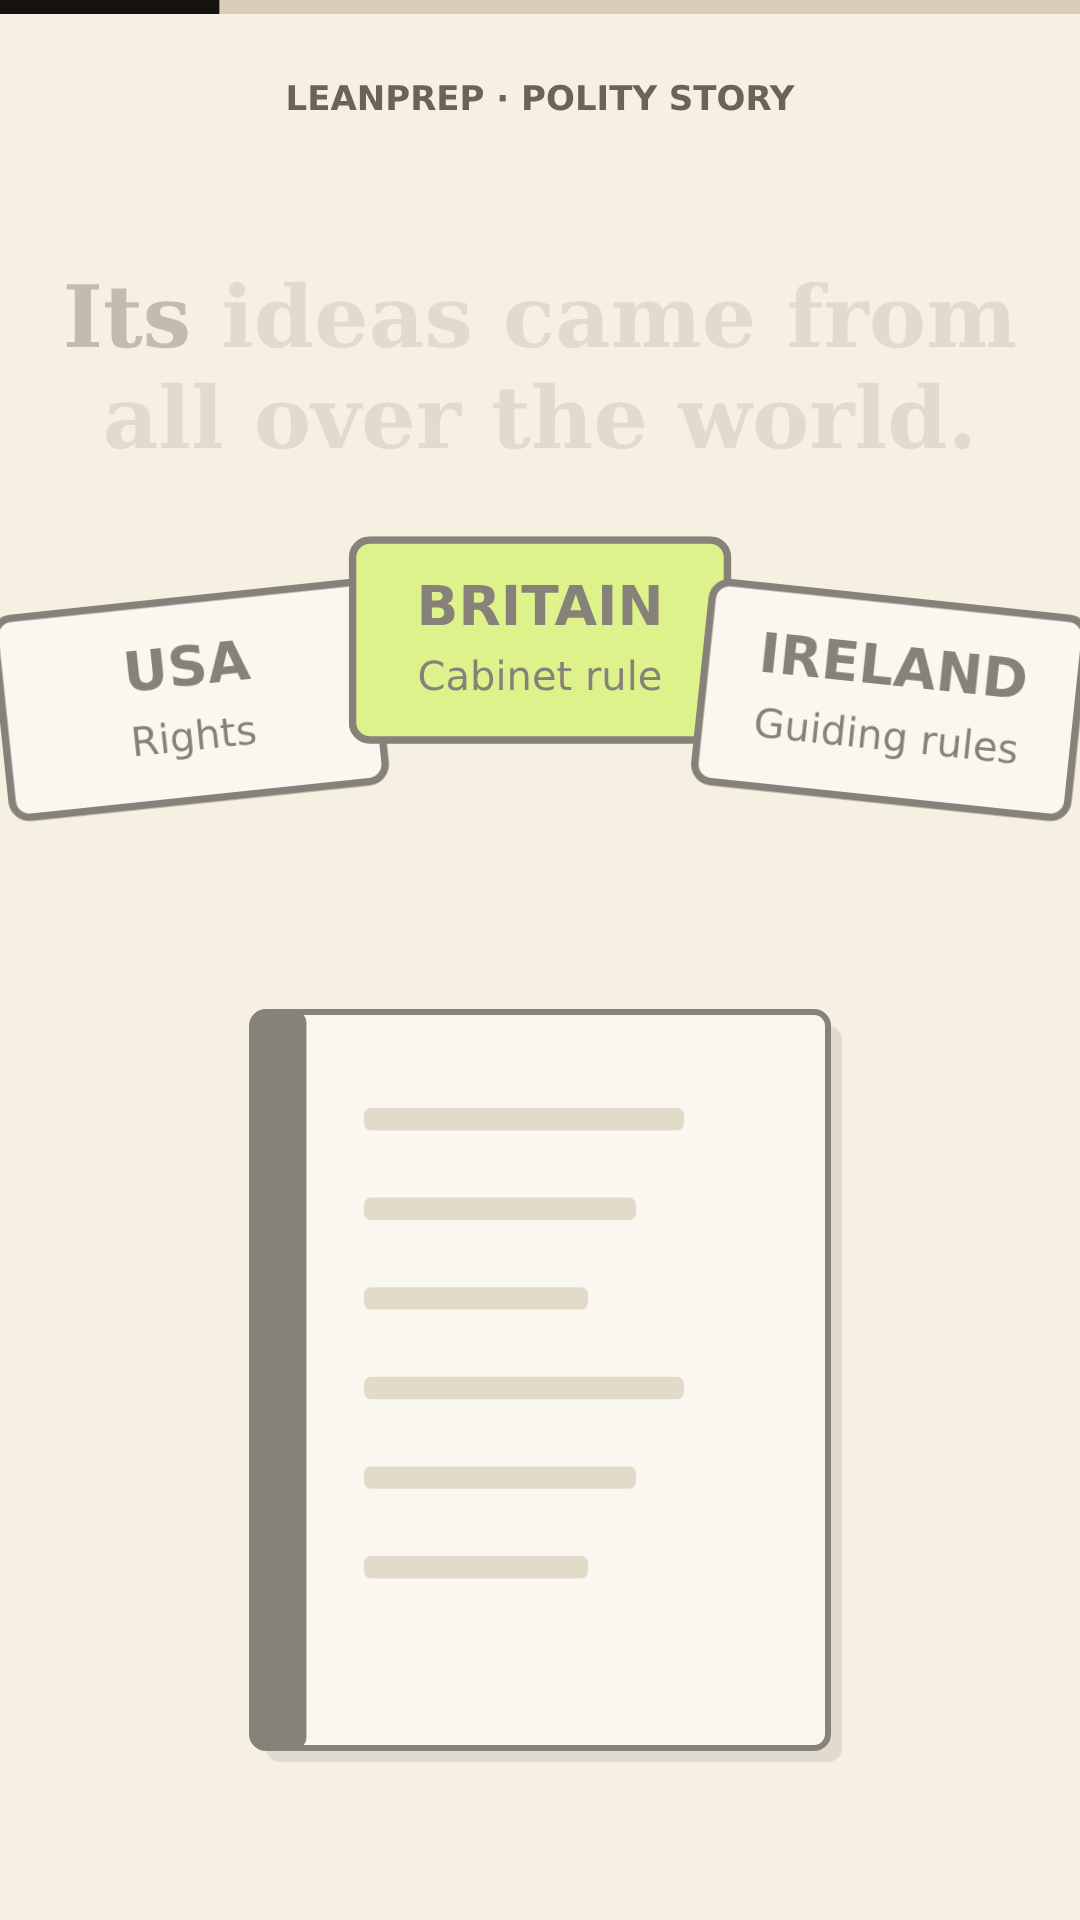 LEANPREP · POLITY STORY
Its ideas came from
all over the world.
USA
Rights
BRITAIN
Cabinet rule
IRELAND
Guiding rules